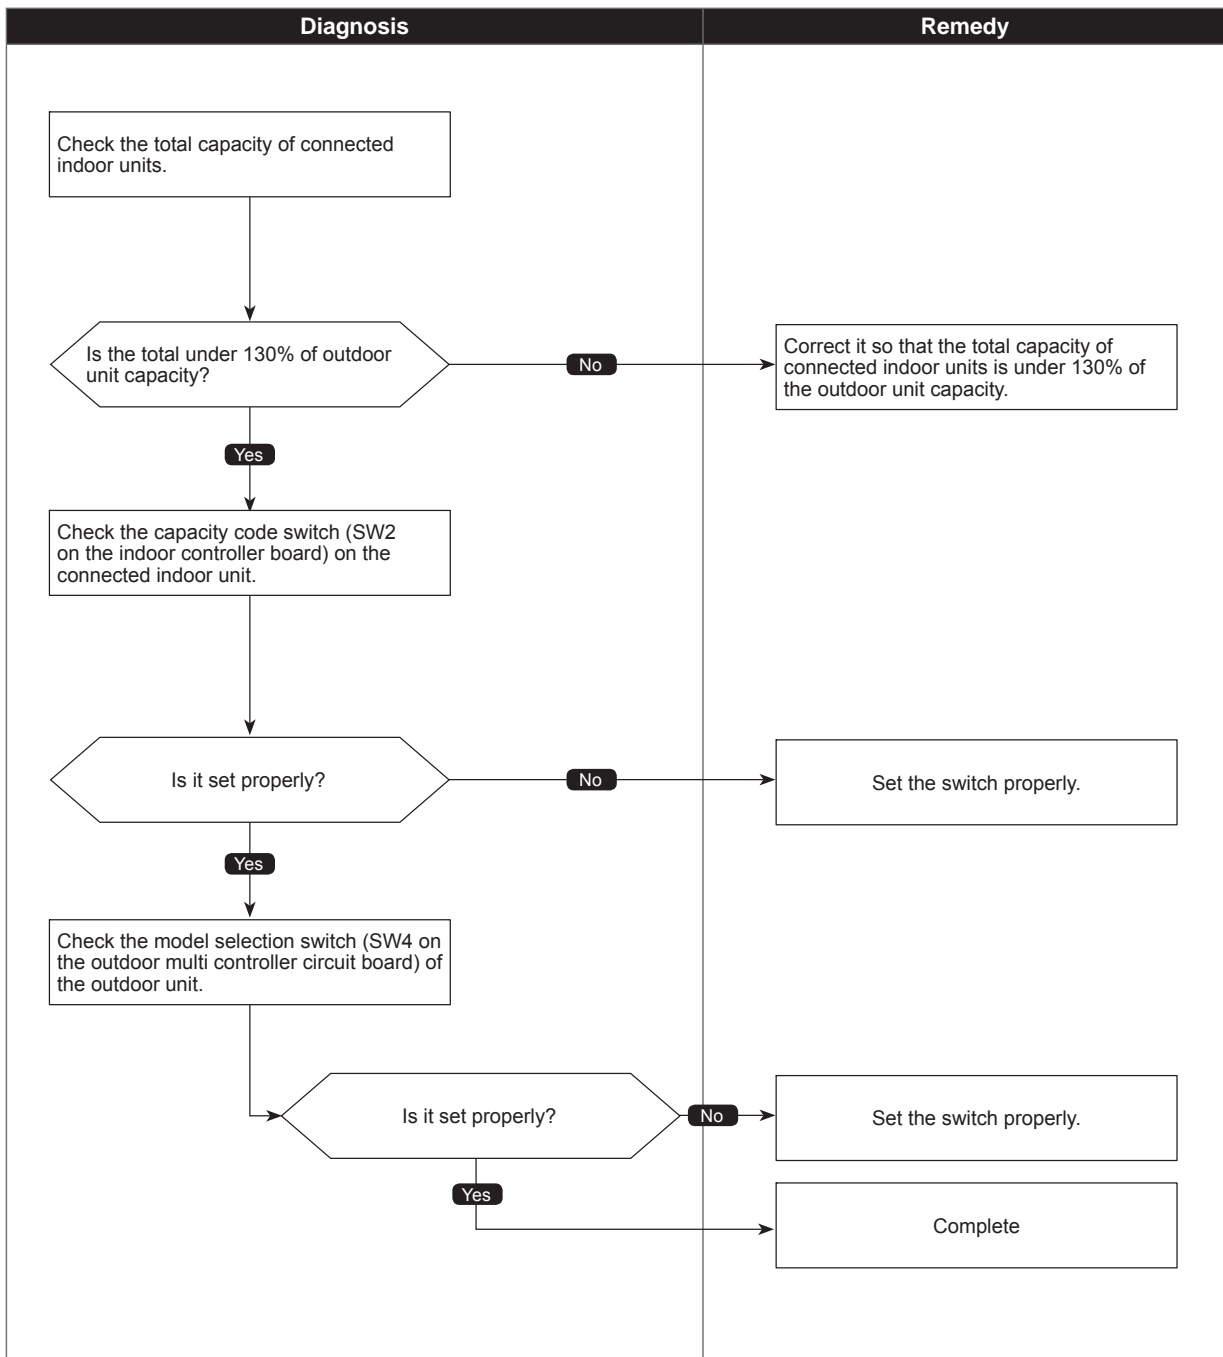 Diagnosis
Remedy
Check the total capacity of connected
indoor units.
Is the total under 130% of outdoor
unit capacity?
No
Correct it so that the total capacity of
connected indoor units is under 130% of
the outdoor unit capacity.
Yes
Check the capacity code switch (SW2
on the indoor controller board) on the
connected indoor unit.
Is it set properly?
No
Set the switch properly.
Yes
Check the model selection switch (SW4 on
the outdoor multi controller circuit board) of
the outdoor unit.
Is it set properly?
No
Set the switch properly.
Yes
Complete